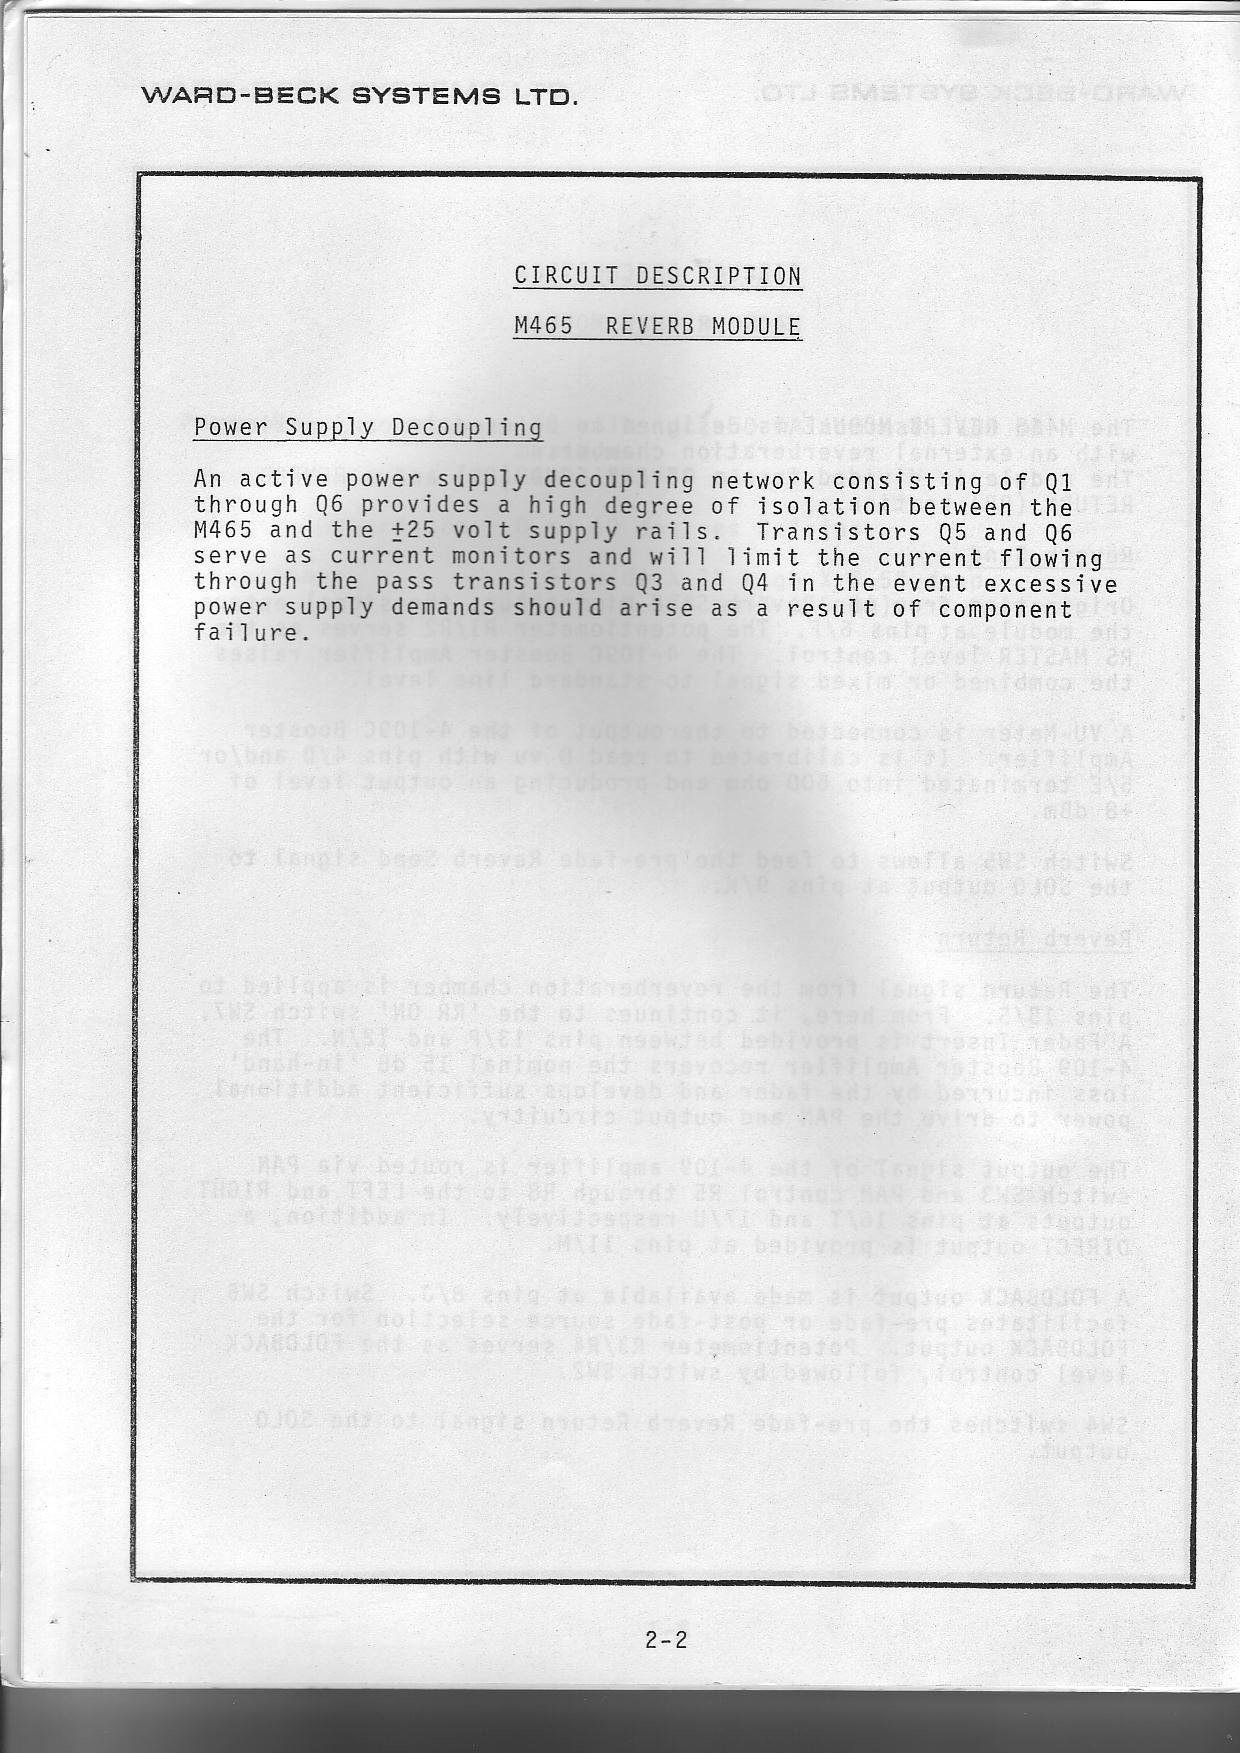 WARD-BECK SYSTEMS LTD.
CIRCUIT DESCRIPTION
M465 REVERB MODULE
Power Supply Decoupling
An active power supply decoupling network consisting of Q1
through Q6 provides a high degree of isolation between the
M465 and the ±25 volt supply rails. Transistors Q5 and Q6
serve as current monitors and will limit the current flowing
through the pass transistors Q3 and Q4 in the event excessive
power supply demands should arise as a result of component
failure.
2-2